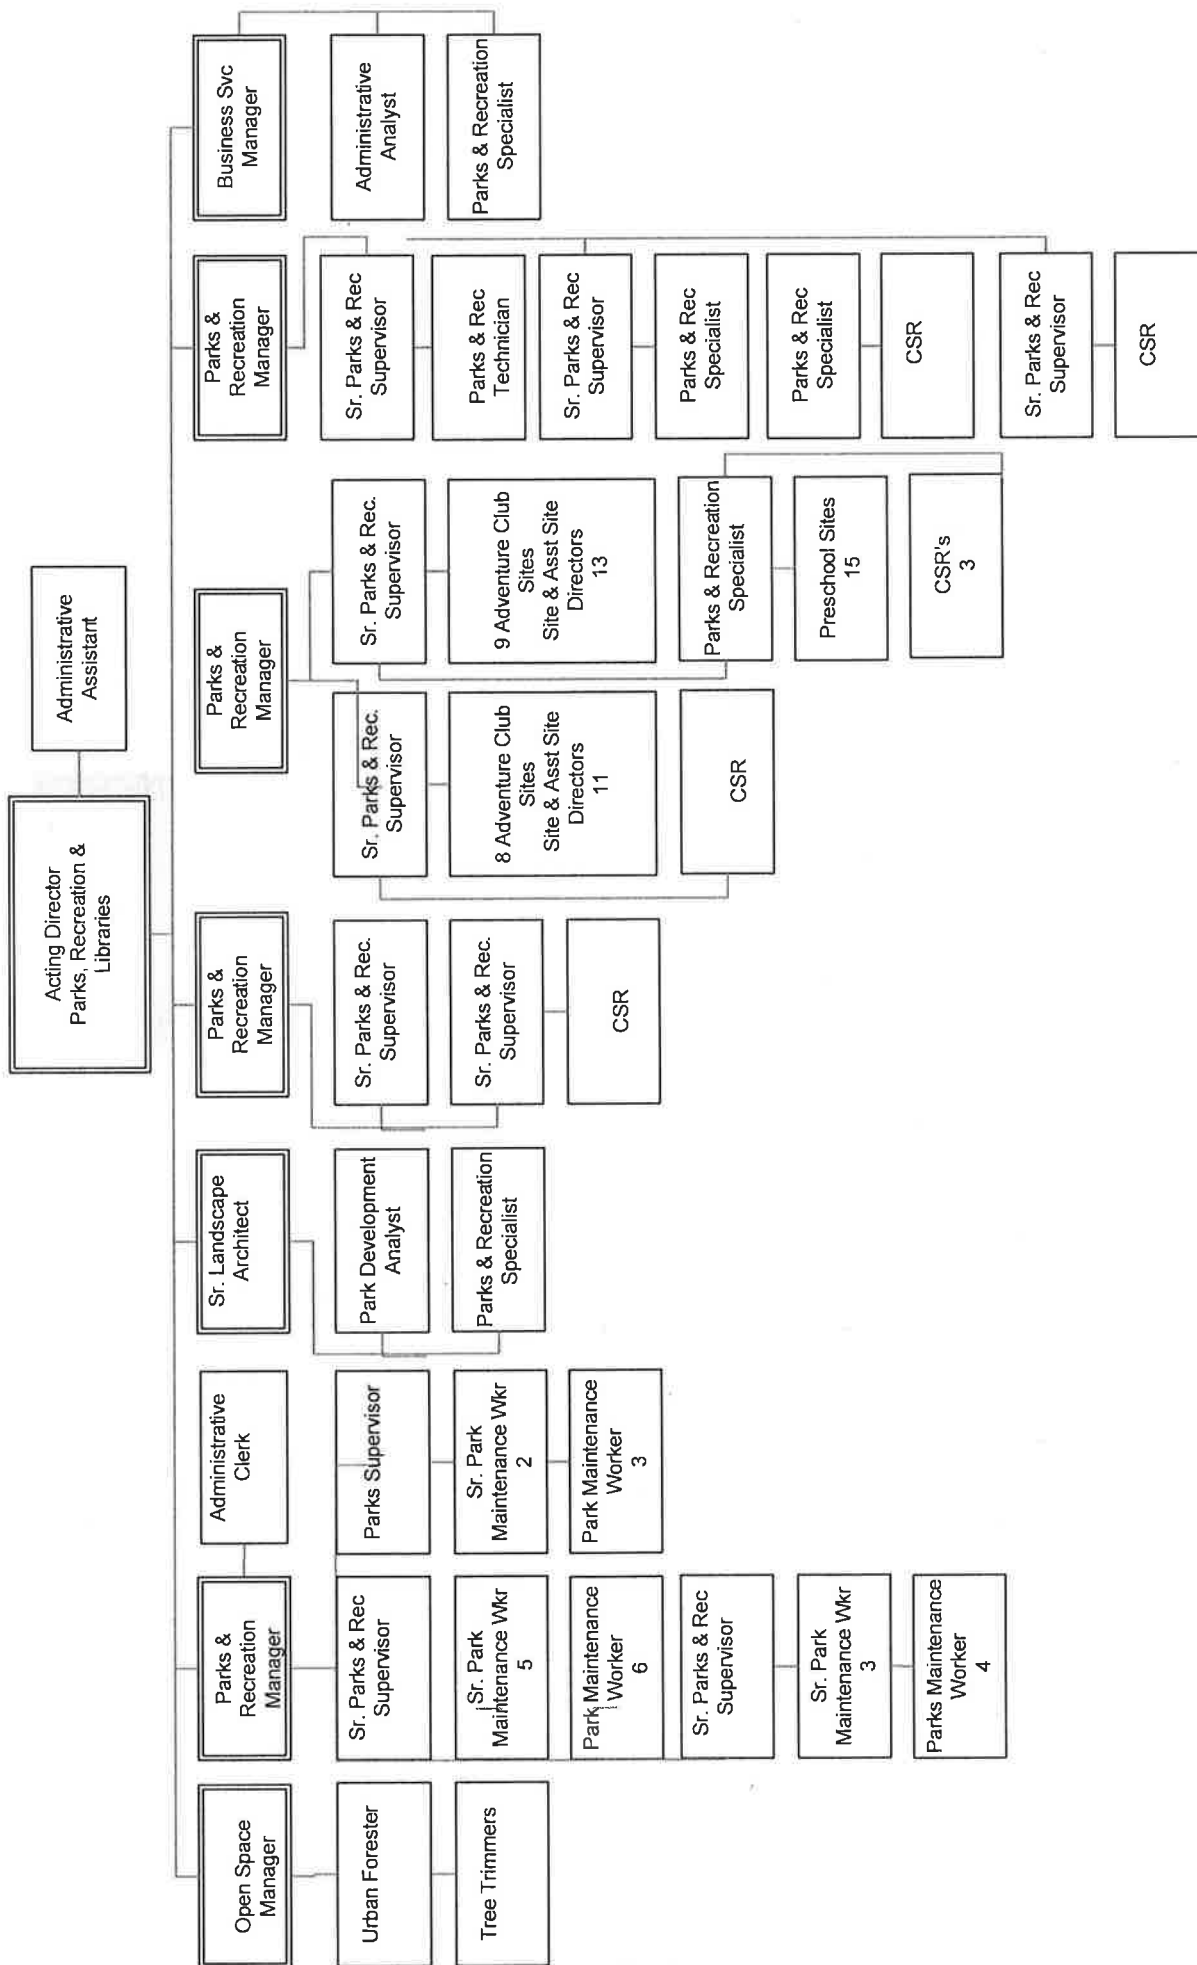 Acting Director
Parks, Recreation &
Libraries
Administrative
Assistant
Open Space
Manager
Urban Forester
Tree Trimmers
Parks &
Recreation
Manager
Administrative
Clerk
Sr. Parks & Rec
Supervisor
Sr. Park
Maintenance Wkr
5
Park Maintenance
Worker
6
Sr. Parks & Rec
Supervisor
Sr. Park
Maintenance Wkr
3
Parks Maintenance
Worker
4
Parks Supervisor
Sr. Park
Maintenance Wkr
2
Park Maintenance
Worker
3
Sr. Landscape
Architect
Park Development
Analyst
Parks & Recreation
Specialist
Parks &
Recreation
Manager
Sr. Parks & Rec.
Supervisor
Sr. Parks & Rec.
Supervisor
CSR
Parks &
Recreation
Manager
Sr. Parks & Rec.
Supervisor
8 Adventure Club
Sites
Site & Asst Site
Directors
11
CSR
Sr. Parks & Rec.
Supervisor
9 Adventure Club
Sites
Site & Asst Site
Directors
13
Parks & Recreation
Specialist
Preschool Sites
15
CSR's
3
Parks &
Recreation
Manager
Sr. Parks & Rec
Supervisor
Parks & Rec
Technician
Sr. Parks & Rec
Supervisor
Parks & Rec
Specialist
Parks & Rec
Specialist
CSR
Sr. Parks & Rec
Supervisor
CSR
Business Svc
Manager
Administrative
Analyst
Parks & Recreation
Specialist